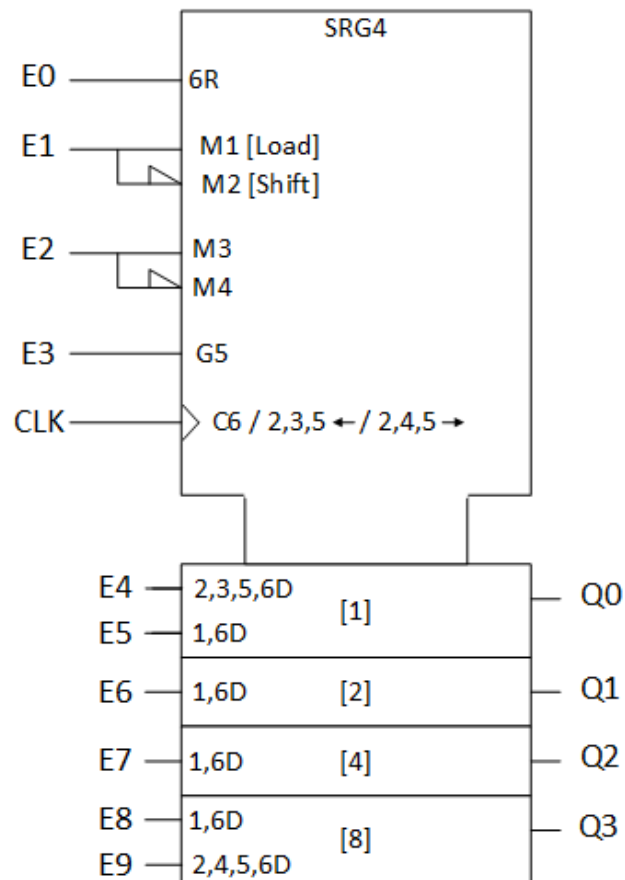 SRG4
E0 6R
E1 M1 [Load]
M2 [Shift]
E2 M3
M4
E3 G5
CLK C6 / 2,3,5 ← / 2,4,5 →
E4 2,3,5,6D [1] Q0
E5 1,6D
E6 1,6D [2] Q1
E7 1,6D [4] Q2
E8 1,6D [8] Q3
E9 2,4,5,6D